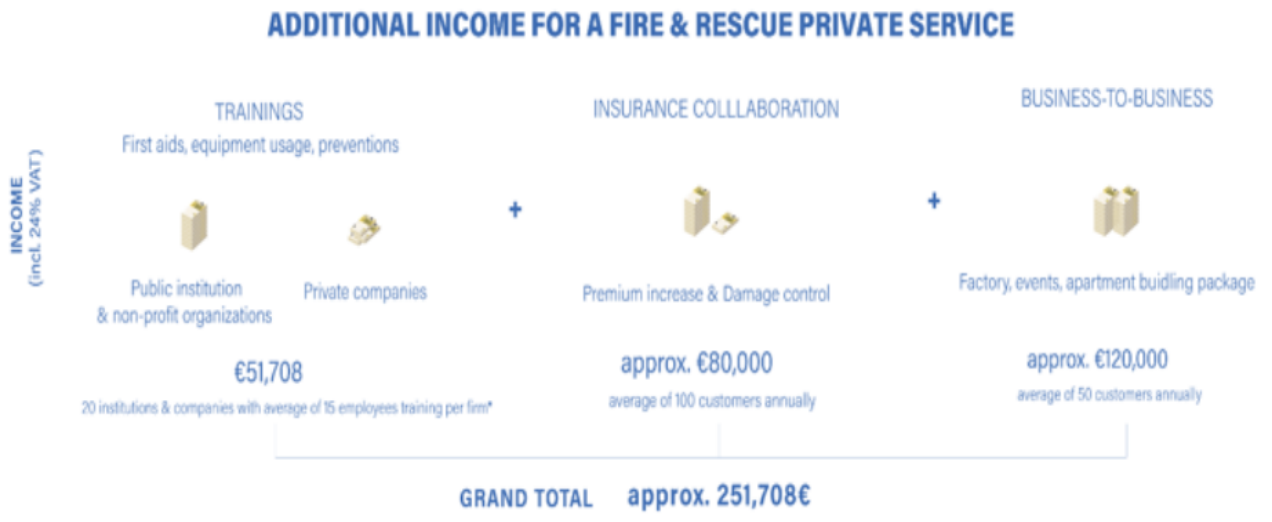 ADDITIONAL INCOME FOR A FIRE & RESCUE PRIVATE SERVICE
INCOME
(incl. 24% VAT)
TRAININGS
First aids, equipment usage, preventions
Public institution
& non-profit organizations
Private companies
€51,708
20 institutions & companies with average of 15 employees training per firm*
+
INSURANCE COLLLABORATION
Premium increase & Damage control
approx. €80,000
average of 100 customers annually
+
BUSINESS-TO-BUSINESS
Factory, events, apartment buidling package
approx. €120,000
average of 50 customers annually
GRAND TOTAL approx. 251,708€